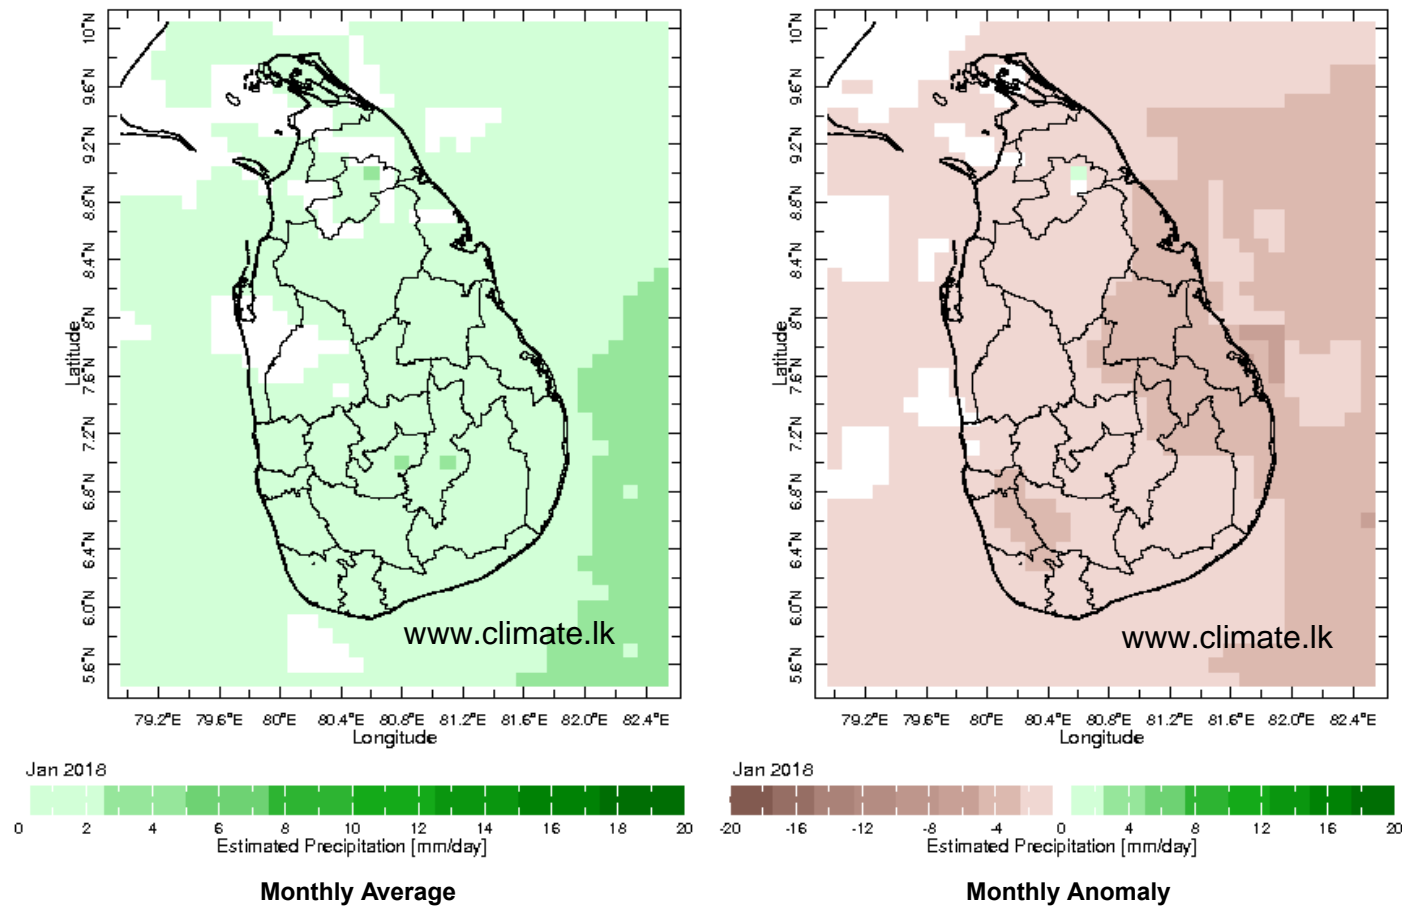 10°N
9.6°N
9.2°N
8.8°N
8.4°N
8°N
7.6°N
7.2°N
6.8°N
6.4°N
6.0°N
5.6°N
Latitude
www.climate.lk
79.2°E 79.6°E 80°E 80.4°E 80.8°E 81.2°E 81.6°E 82.0°E 82.4°E
Longitude
Jan 2018
0 2 4 6 8 10 12 14 16 18 20
Estimated Precipitation [mm/day]
Monthly Average
10°N
9.6°N
9.2°N
8.8°N
8.4°N
8°N
7.6°N
7.2°N
6.8°N
6.4°N
6.0°N
5.6°N
Latitude
www.climate.lk
79.2°E 79.6°E 80°E 80.4°E 80.8°E 81.2°E 81.6°E 82.0°E 82.4°E
Longitude
Jan 2018
-20 -16 -12 -8 -4 0 4 8 12 16 20
Estimated Precipitation [mm/day]
Monthly Anomaly